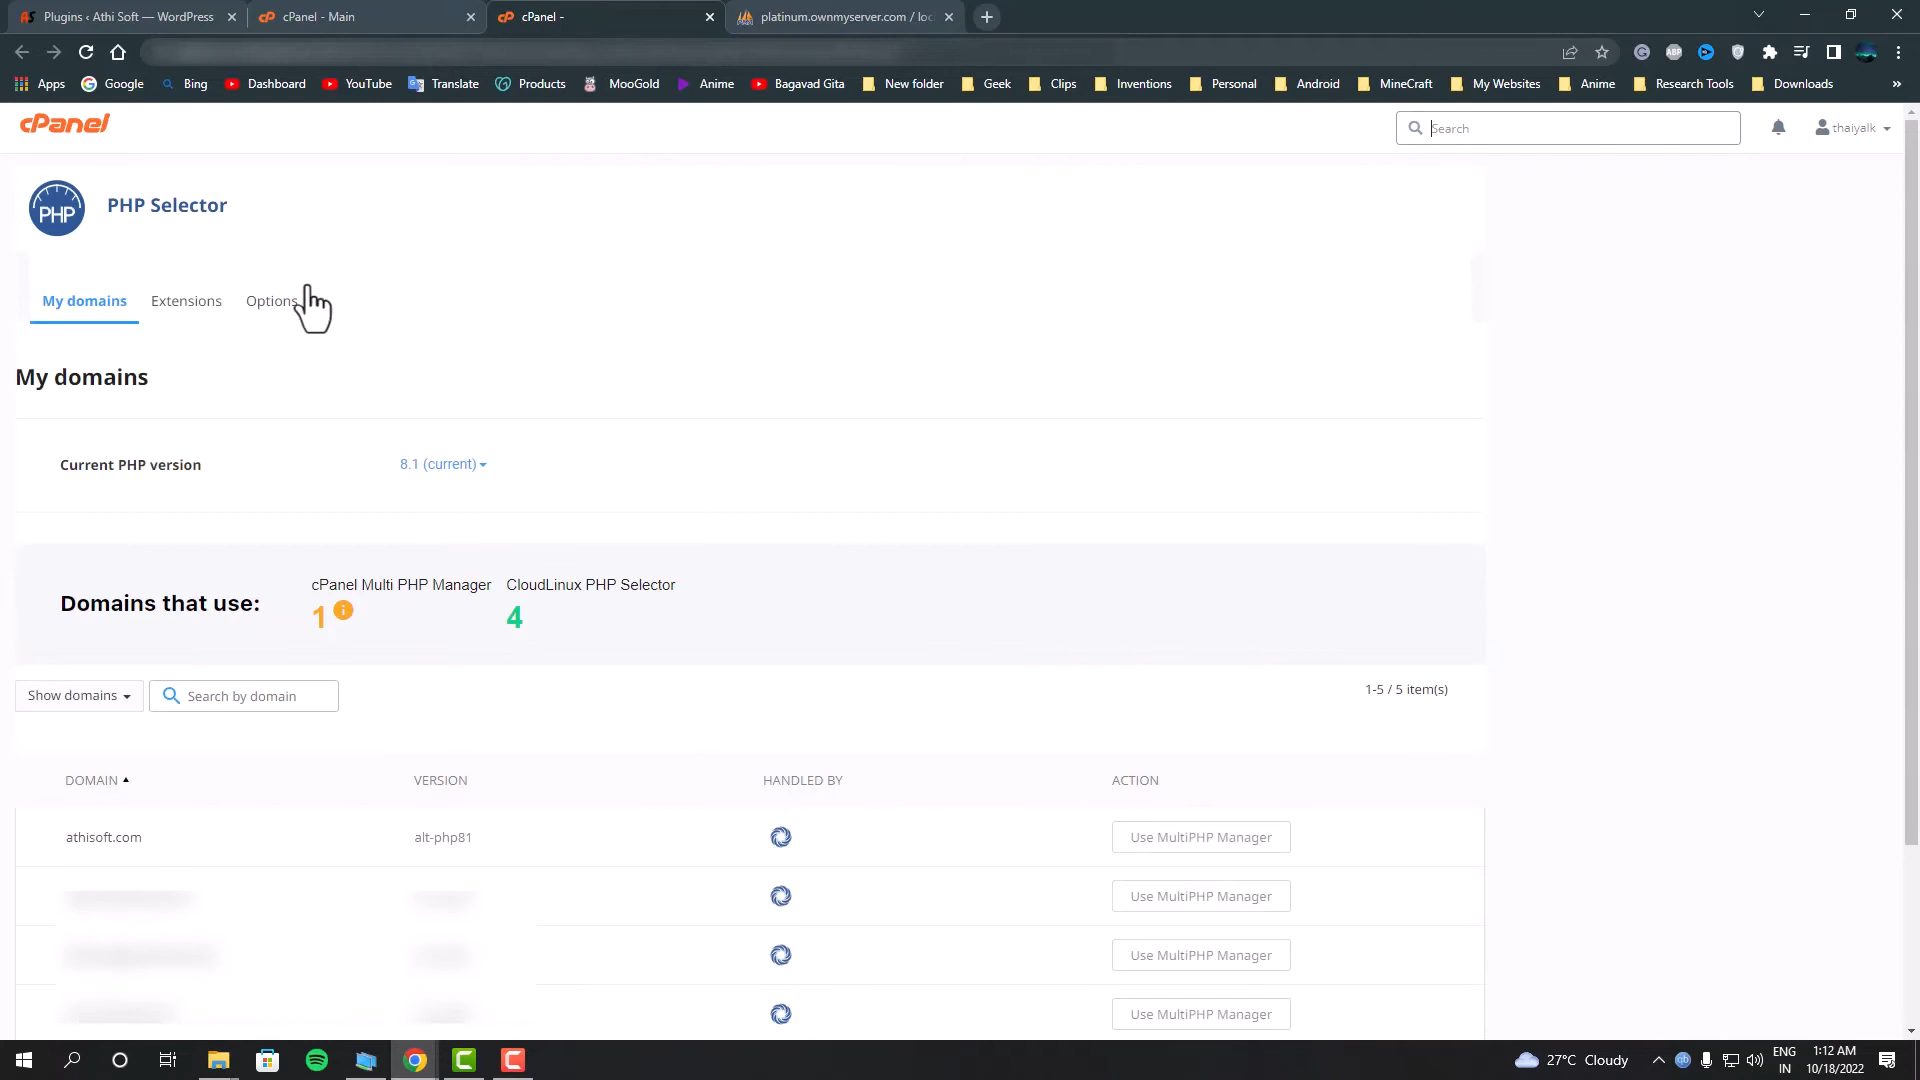 Plugins ‹ Athi Soft — WordPress
cPanel - Main
cPanel -
platinum.ownmyserver.com / loc
Apps
Google
Bing
Dashboard
YouTube
Translate
Products
MooGold
Anime
Bagavad Gita
New folder
Geek
Clips
Inventions
Personal
Android
MineCraft
My Websites
Anime
Research Tools
Downloads
»
cPanel
Search
thaiyalk
PHP
PHP Selector
My domains
Extensions
Options
My domains
Current PHP version
8.1 (current)
Domains that use:
cPanel Multi PHP Manager
1
CloudLinux PHP Selector
4
Show domains
Search by domain
1-5 / 5 item(s)
DOMAIN
VERSION
HANDLED BY
ACTION
athisoft.com
alt-php81
Use MultiPHP Manager
Use MultiPHP Manager
Use MultiPHP Manager
Use MultiPHP Manager
27°C Cloudy
ENG
IN
1:12 AM
10/18/2022